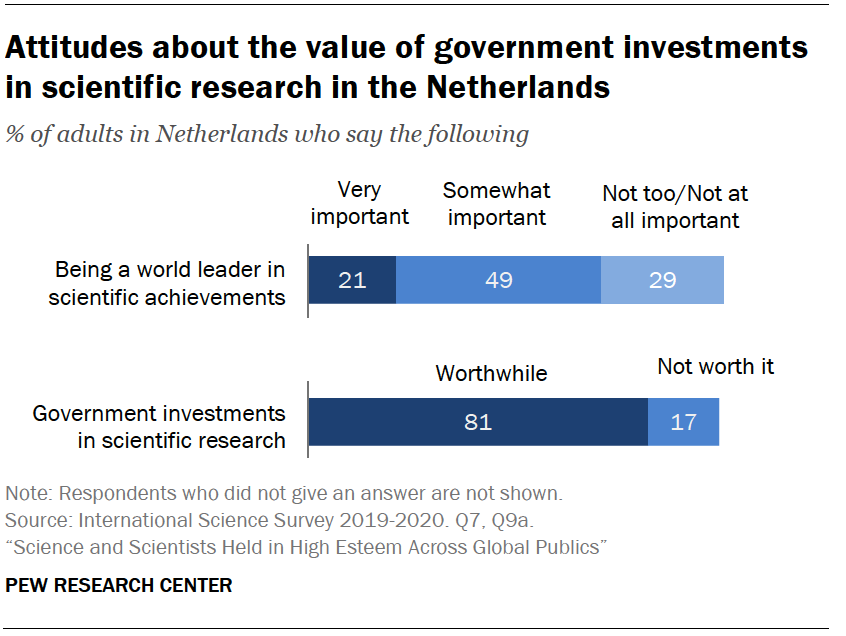 Attitudes about the value of government investments
in scientific research in the Netherlands
% of adults in Netherlands who say the following
Very
important
Somewhat
important
Not too/Not at
all important
Being a world leader in
scientific achievements
21
49
29
Worthwhile
Not worth it
Government investments
in scientific research
81
17
Note: Respondents who did not give an answer are not shown.
Source: International Science Survey 2019-2020. Q7, Q9a.
“Science and Scientists Held in High Esteem Across Global Publics”
PEW RESEARCH CENTER